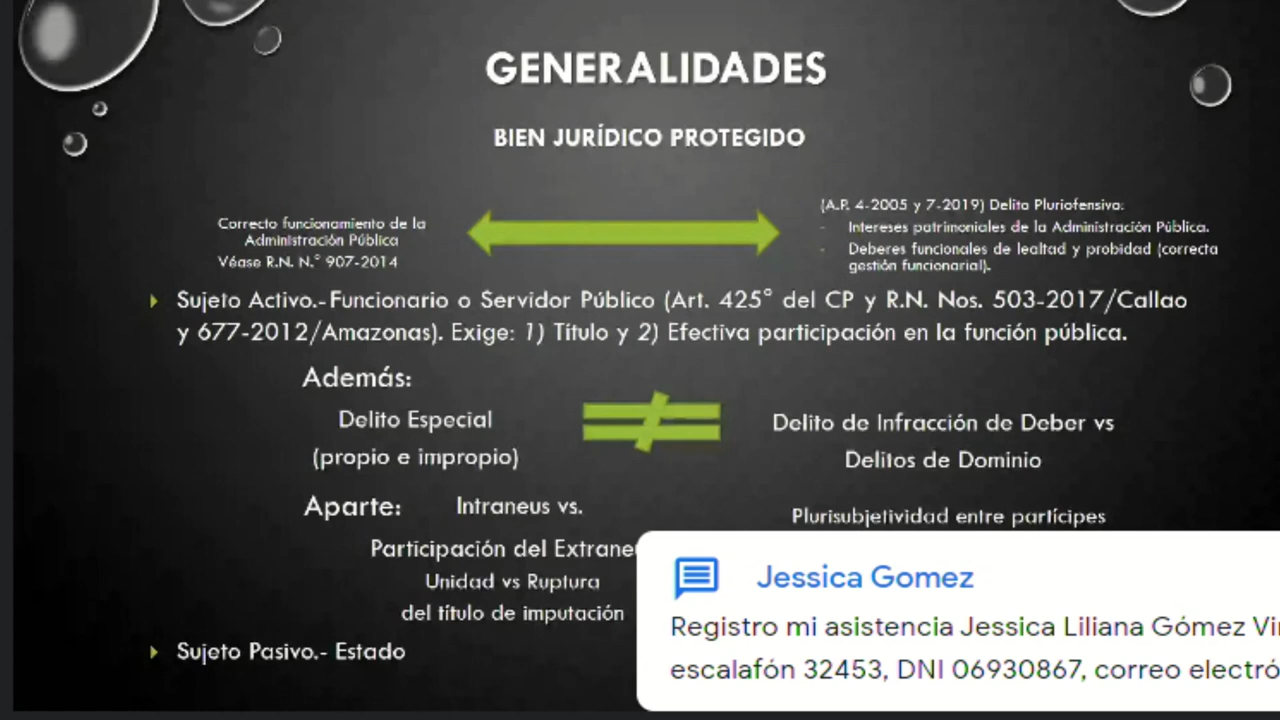 GENERALIDADES
BIEN JURÍDICO PROTEGIDO
Correcto funcionamiento de la
Administración Pública
Véase R.N. N.° 907-2014
(A.P. 4-2005 y 7-2019) Delito Pluriofensivo:
- Intereses patrimoniales de la Administración Pública.
- Deberes funcionales de lealtad y probidad (correcta
gestión funcionarial).
Sujeto Activo.- Funcionario o Servidor Público (Art. 425° del CP y R.N. Nos. 503-2017/Callao
y 677-2012/Amazonas). Exige: 1) Título y 2) Efectiva participación en la función pública.
Además:
Delito Especial
(propio e impropio)
Delito de Infracción de Deber vs
Delitos de Dominio
Aparte: Intraneus vs.
Participación del Extraneu
Unidad vs Ruptura
del título de imputación
Plurisubjetividad entre partícipes
Sujeto Pasivo.- Estado
Jessica Gomez
Registro mi asistencia Jessica Liliana Gómez Vi
escalafón 32453, DNI 06930867, correo electró